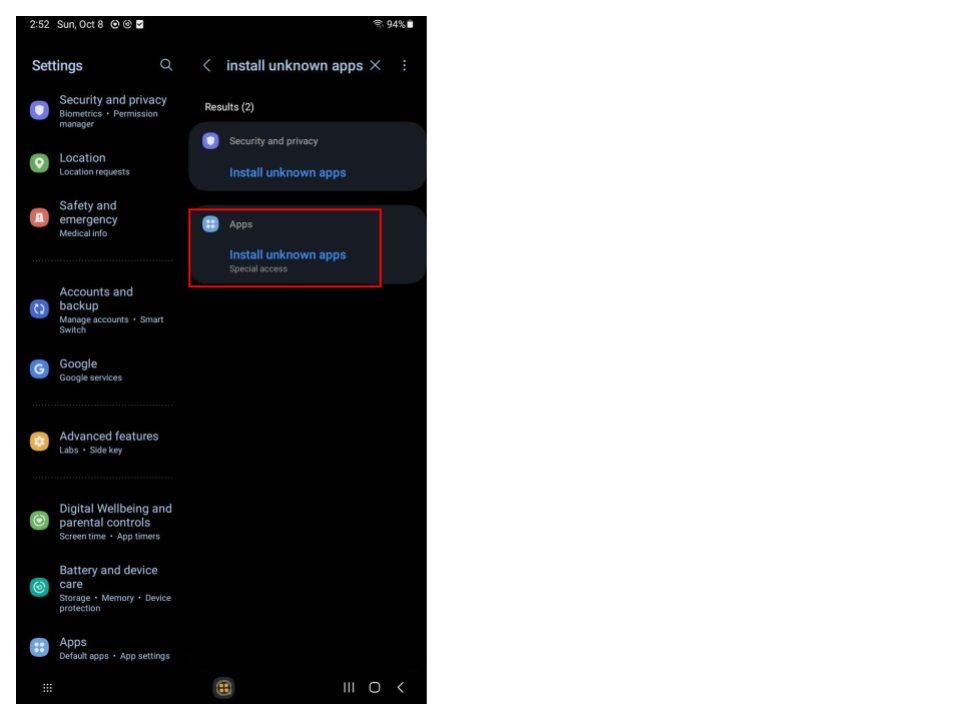 2:52 Sun, Oct 8
94%
Settings
Security and privacy
Biometrics • Permission
manager
Location
Location requests
Safety and
emergency
Medical info
Accounts and
backup
Manage accounts • Smart
Switch
Google
Google services
Advanced features
Labs • Side key
Digital Wellbeing and
parental controls
Screen time • App timers
Battery and device
care
Storage • Memory • Device
protection
Apps
Default apps • App settings
install unknown apps
Results (2)
Security and privacy
Install unknown apps
Apps
Install unknown apps
Special access